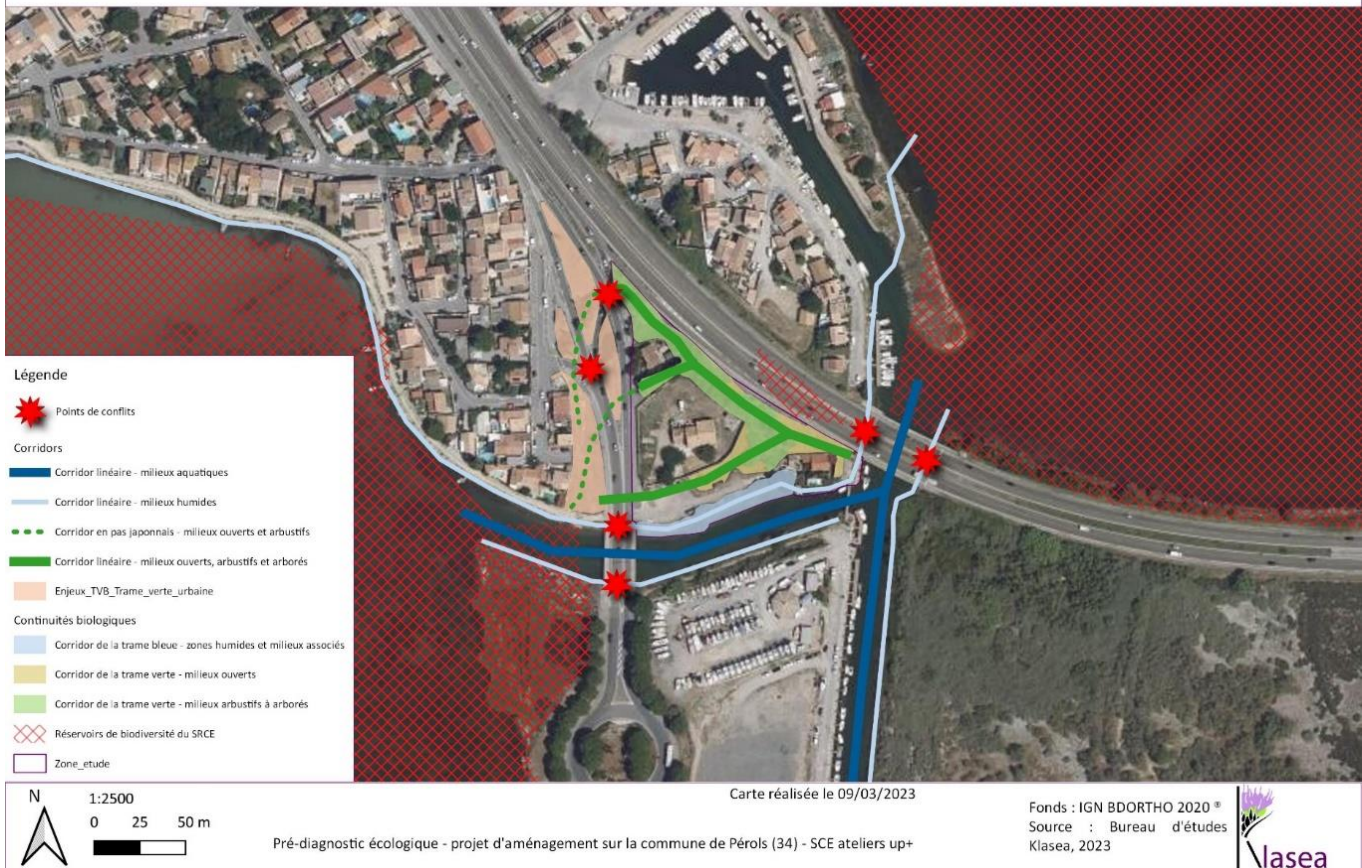 Légende
Points de conflits
Corridors
Corridor linéaire - milieux aquatiques
Corridor linéaire - milieux humides
Corridor en pas japonnais - milieux ouverts et arbustifs
Corridor linéaire - milieux ouverts, arbustifs et arborés
Enjeux_TVB_Trame_verte_urbaine
Continuités biologiques
Corridor de la trame bleue - zones humides et milieux associés
Corridor de la trame verte - milieux ouverts
Corridor de la trame verte - milieux arbustifs à arborés
Réservoirs de biodiversité du SRCE
Zone_etude
N
1:2500
0 25 50 m
Carte réalisée le 09/03/2023
Pré-diagnostic écologique - projet d'aménagement sur la commune de Pérols (34) - SCE ateliers up+
Fonds : IGN BDORTHO 2020 ®
Source : Bureau d'études
Klasea, 2023
Klasea